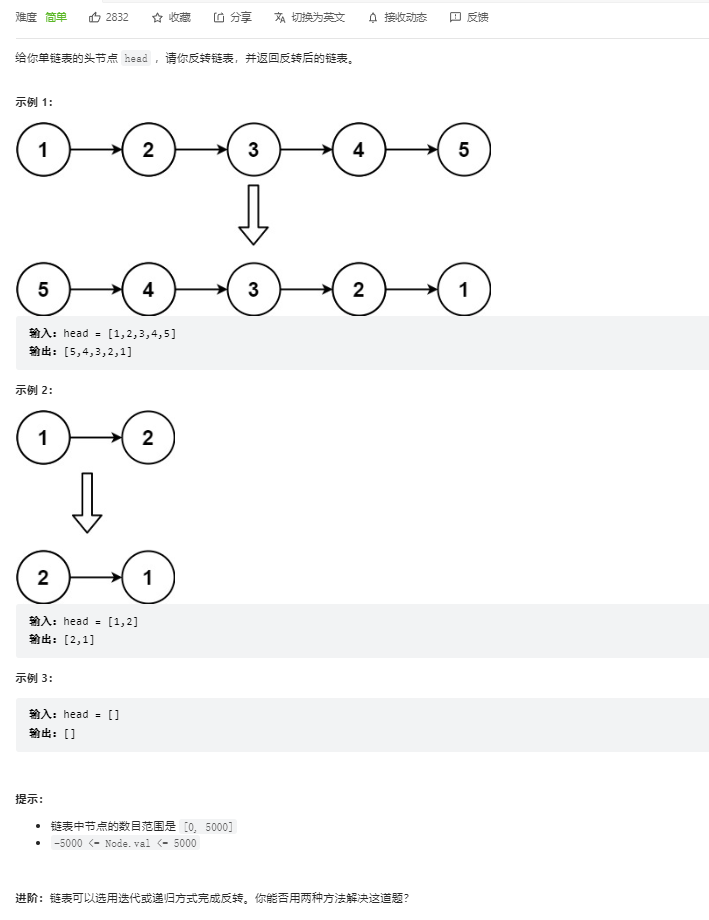 难度 简单 2832 收藏 分享 切换为英文 接收动态 反馈
给你单链表的头节点 head ，请你反转链表，并返回反转后的链表。
示例 1：
1 2 3 4 5
5 4 3 2 1
输入：head = [1,2,3,4,5]
输出：[5,4,3,2,1]
示例 2：
1 2
2 1
输入：head = [1,2]
输出：[2,1]
示例 3：
输入：head = []
输出：[]
提示：
• 链表中节点的数目范围是 [0, 5000]
• -5000 <= Node.val <= 5000
进阶：链表可以选用迭代或递归方式完成反转。你能否用两种方法解决这道题？